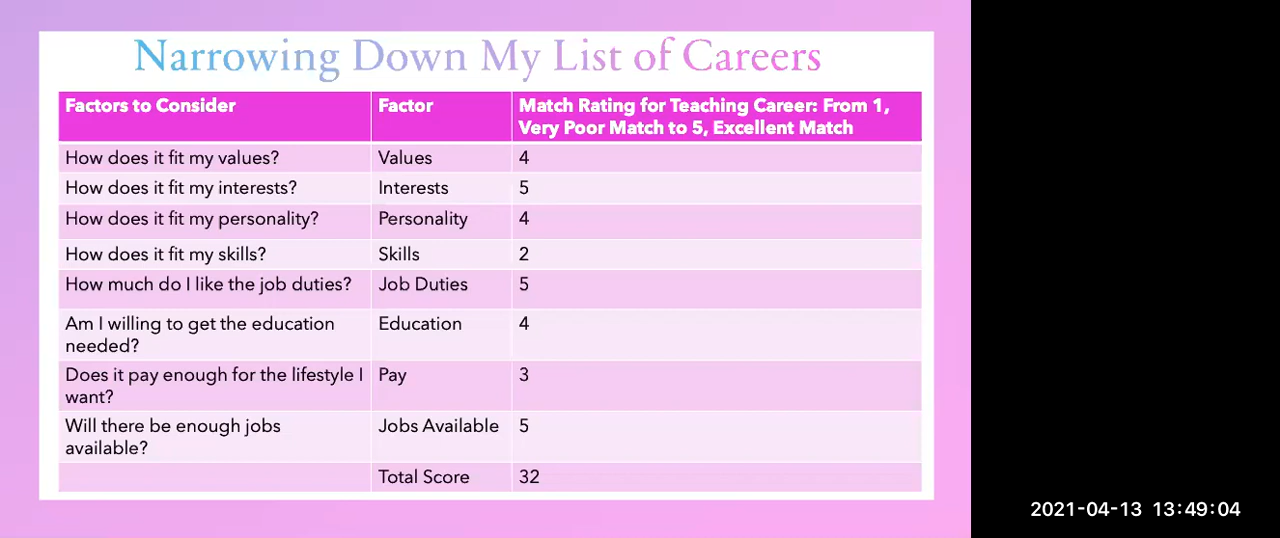 Narrowing Down My List of Careers
Factors to Consider Factor Match Rating for Teaching Career: From 1,
Very Poor Match to 5, Excellent Match
How does it fit my values? Values 4
How does it fit my interests? Interests 5
How does it fit my personality? Personality 4
How does it fit my skills? Skills 2
How much do I like the job duties? Job Duties 5
Am I willing to get the education Education 4
needed?
Does it pay enough for the lifestyle I Pay 3
want?
Will there be enough jobs Jobs Available 5
available?
Total Score 32
2021-04-13 13:49:04